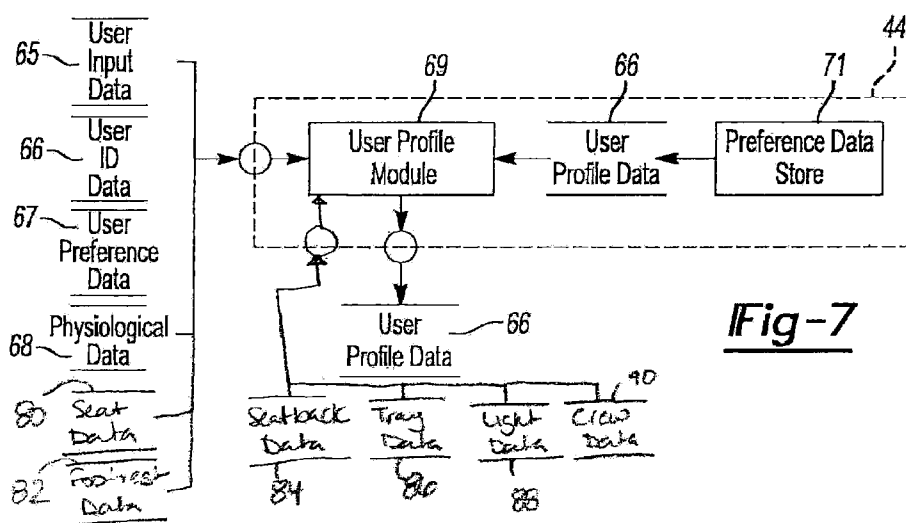 65
User
Input
Data
66
User
ID
Data
67
User
Preference
Data
68
Physiological
Data
80
Seat
Data
82
Footrest
Data
69
User Profile
Module
66
User
Profile Data
71
Preference Data
Store
44
User
Profile Data
66
Fig-7
Seatback
Data
84
Tray
Data
86
Light
Data
88
Crew
Data
90